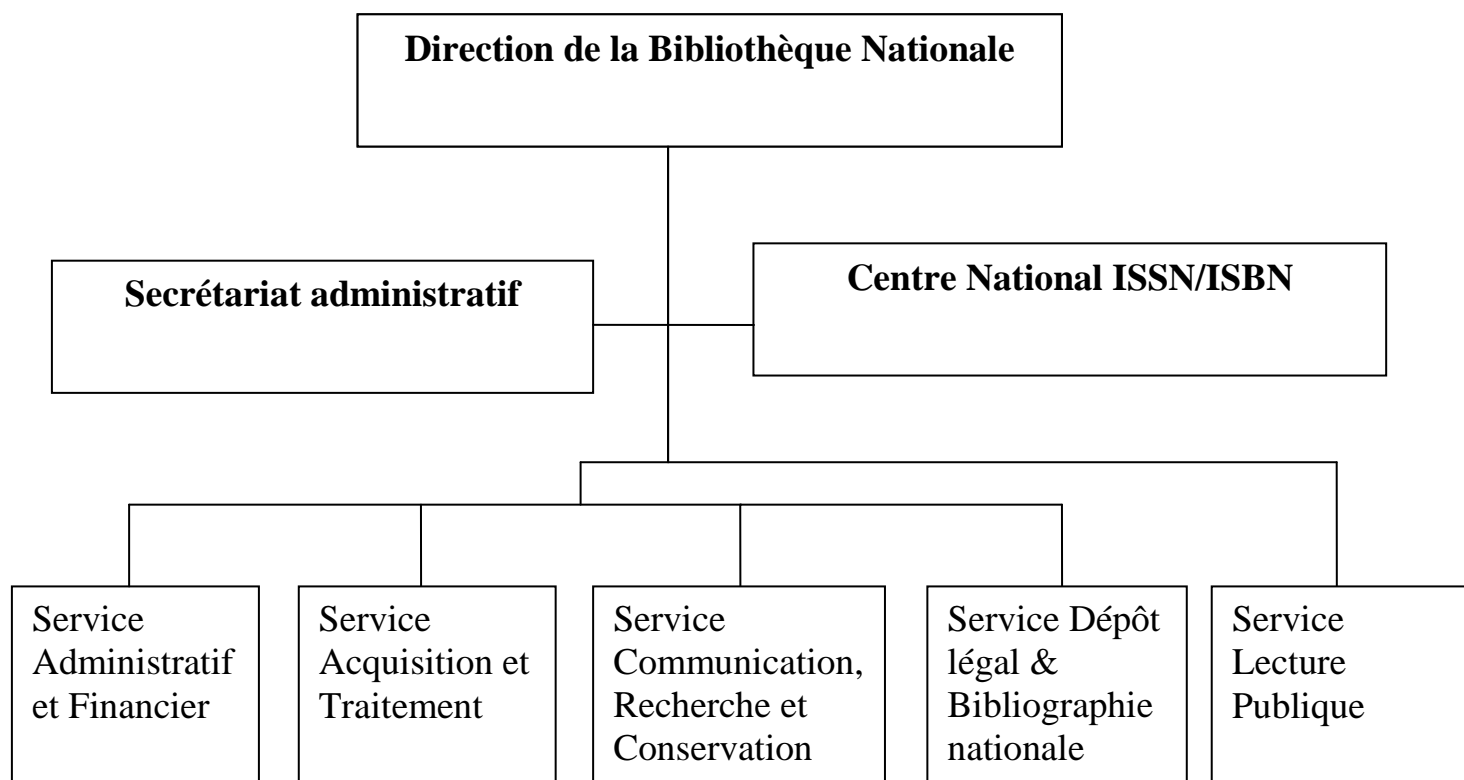 Direction de la Bibliothèque Nationale
Secrétariat administratif
Centre National ISSN/ISBN
Service
Administratif
et Financier
Service
Acquisition et
Traitement
Service
Communication,
Recherche et
Conservation
Service Dépôt
légal &
Bibliographie
nationale
Service
Lecture
Publique